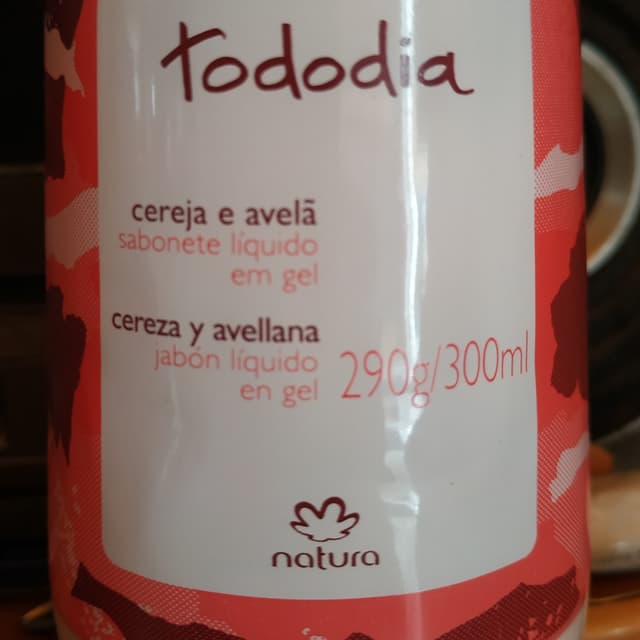 tododia
cereja e avelã
sabonete líquido
em gel
cereza y avellana
jabón líquido
en gel
290g/300ml
natura